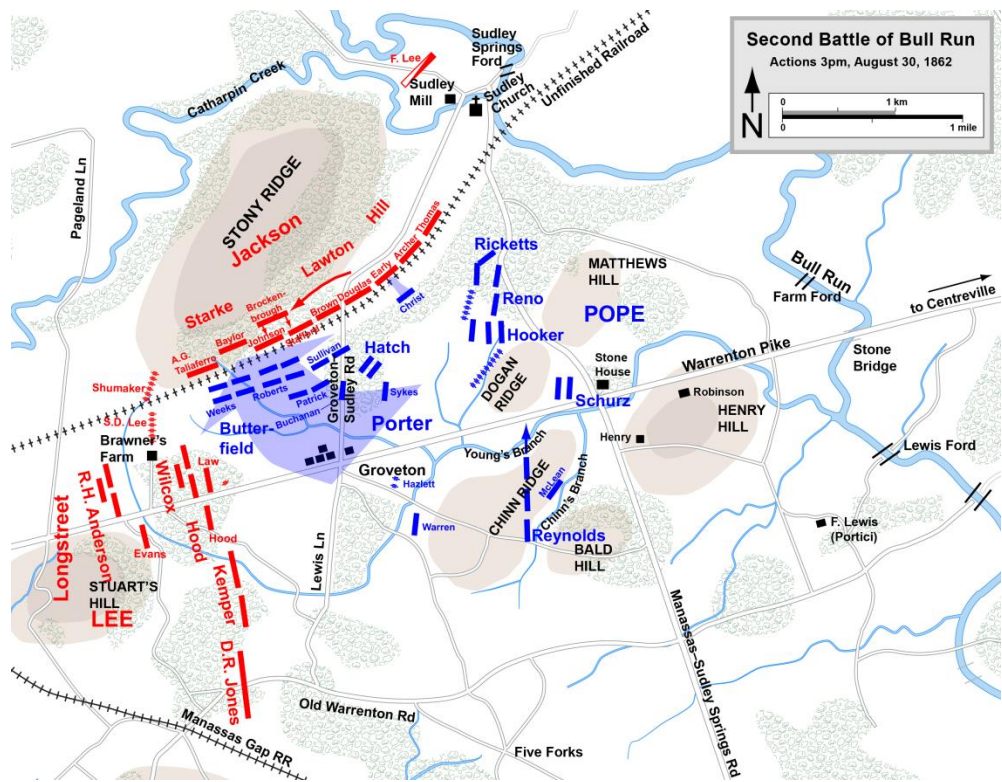 Second Battle of Bull Run
Actions 3pm, August 30, 1862
N
0
1 km
0
1 mile
Sudley
Springs
Ford
F. Lee
Sudley
Mill
Sudley
Church
Unfinished Railroad
Catharpin Creek
Pageland Ln
STONY RIDGE
Jackson
Hill
Lawton
Starke
Thomas
Archer
Early
Douglas
Brown
Stafford
Johnson
Brocken-
brough
Baylor
A.G.
Taliaferro
Christ
Ricketts
Reno
Hooker
MATTHEWS
HILL
POPE
Bull Run
Farm Ford
to Centreville
Warrenton Pike
Stone
Bridge
Stone
House
DOGAN
RIDGE
Schurz
Robinson
HENRY
HILL
Henry
Lewis Ford
Sullivan
Hatch
Groveton-
Sudley Rd
Roberts
Patrick
Weeks
Sykes
Buchanan
Butter-
field
Porter
Shumaker
S.D. Lee
Brawner's
Farm
Law
Wilcox
Hood
Hood
R.H. Anderson
Longstreet
Evans
STUART'S
HILL
LEE
Kemper
D.R. Jones
Groveton
Hazlett
Warren
Young's Branch
CHINN RIDGE
McLean
Chinn's Branch
Reynolds
BALD
HILL
F. Lewis
(Portici)
Lewis Ln
Manassas-Sudley Springs Rd
Old Warrenton Rd
Manassas Gap RR
Five Forks